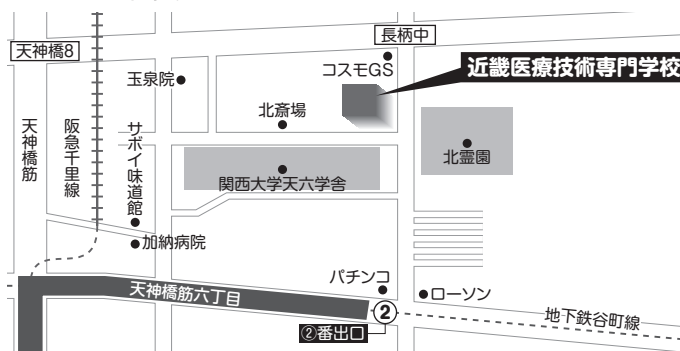 長柄中
天神橋8
コスモGS
近畿医療技術専門学校
玉泉院
北斎場
天神橋筋
阪急千里線
サボイ味道館
北霊園
関西大学天六学舎
加納病院
パチンコ
天神橋筋六丁目
ローソン
②
地下鉄谷町線
②番出口